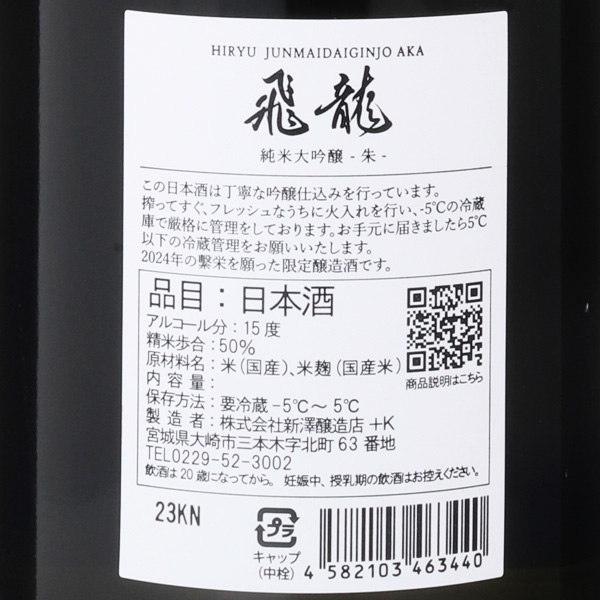 HIRYU JUNMAIDAIGINJO AKA
飛龍
純米大吟醸 - 朱 -
この日本酒は丁寧な吟醸仕込みを行っています。
搾ってすぐ、フレッシュなうちに火入れを行い、-5℃の冷蔵
庫で厳格に管理をしております。お手元に届きましたら5℃
以下の冷蔵管理をお願いいたします。
2024年の繋栄を願った限定醸造酒です。
品目：日本酒
アルコール分：15度
精米歩合：50%
原材料名：米（国産）、米麹（国産米）
内容量：
保存方法：要冷蔵 -5℃～ 5℃
製造者：株式会社新澤醸造店 +K
宮城県大崎市三本木字北町63番地
TEL0229-52-3002
商品説明はこちら
飲酒は20歳になってから。 妊娠中、授乳期の飲酒はお控えください。
23KN
プラ
キャップ
（中栓）
4 582103 463440